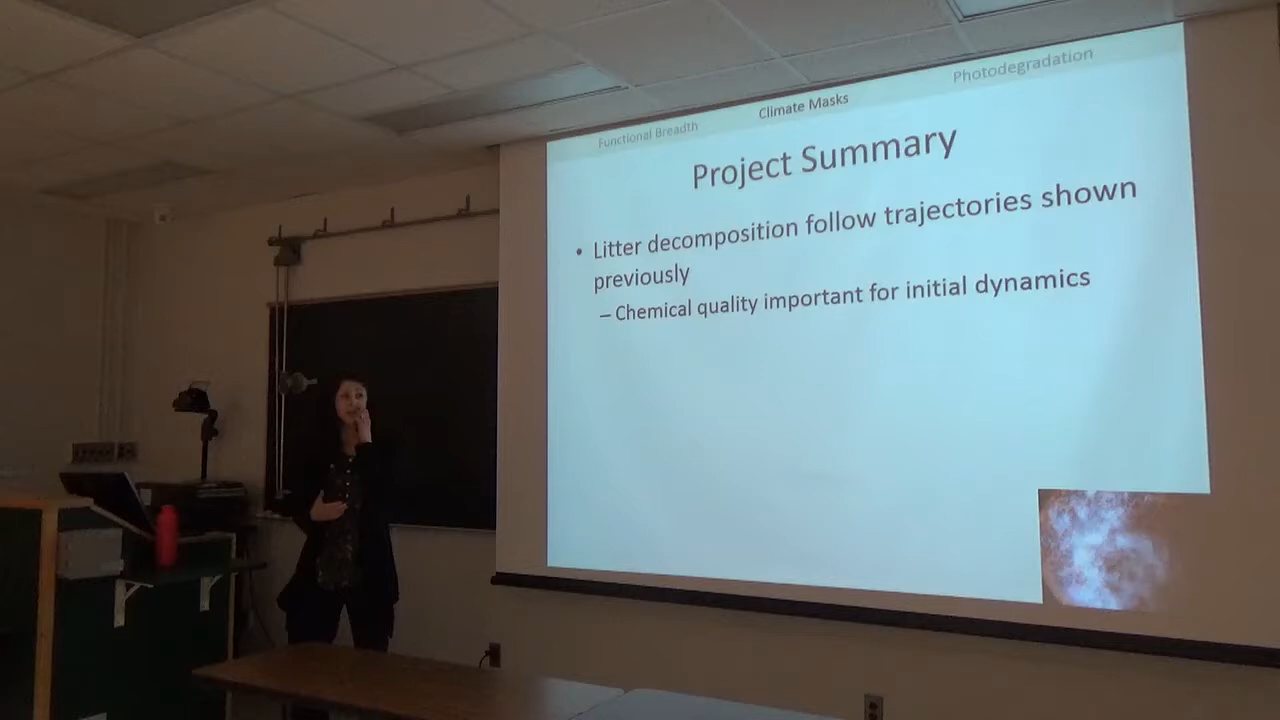 Functional Breadth
Climate Masks
Photodegradation
Project Summary
• Litter decomposition follow trajectories shown
previously
– Chemical quality important for initial dynamics